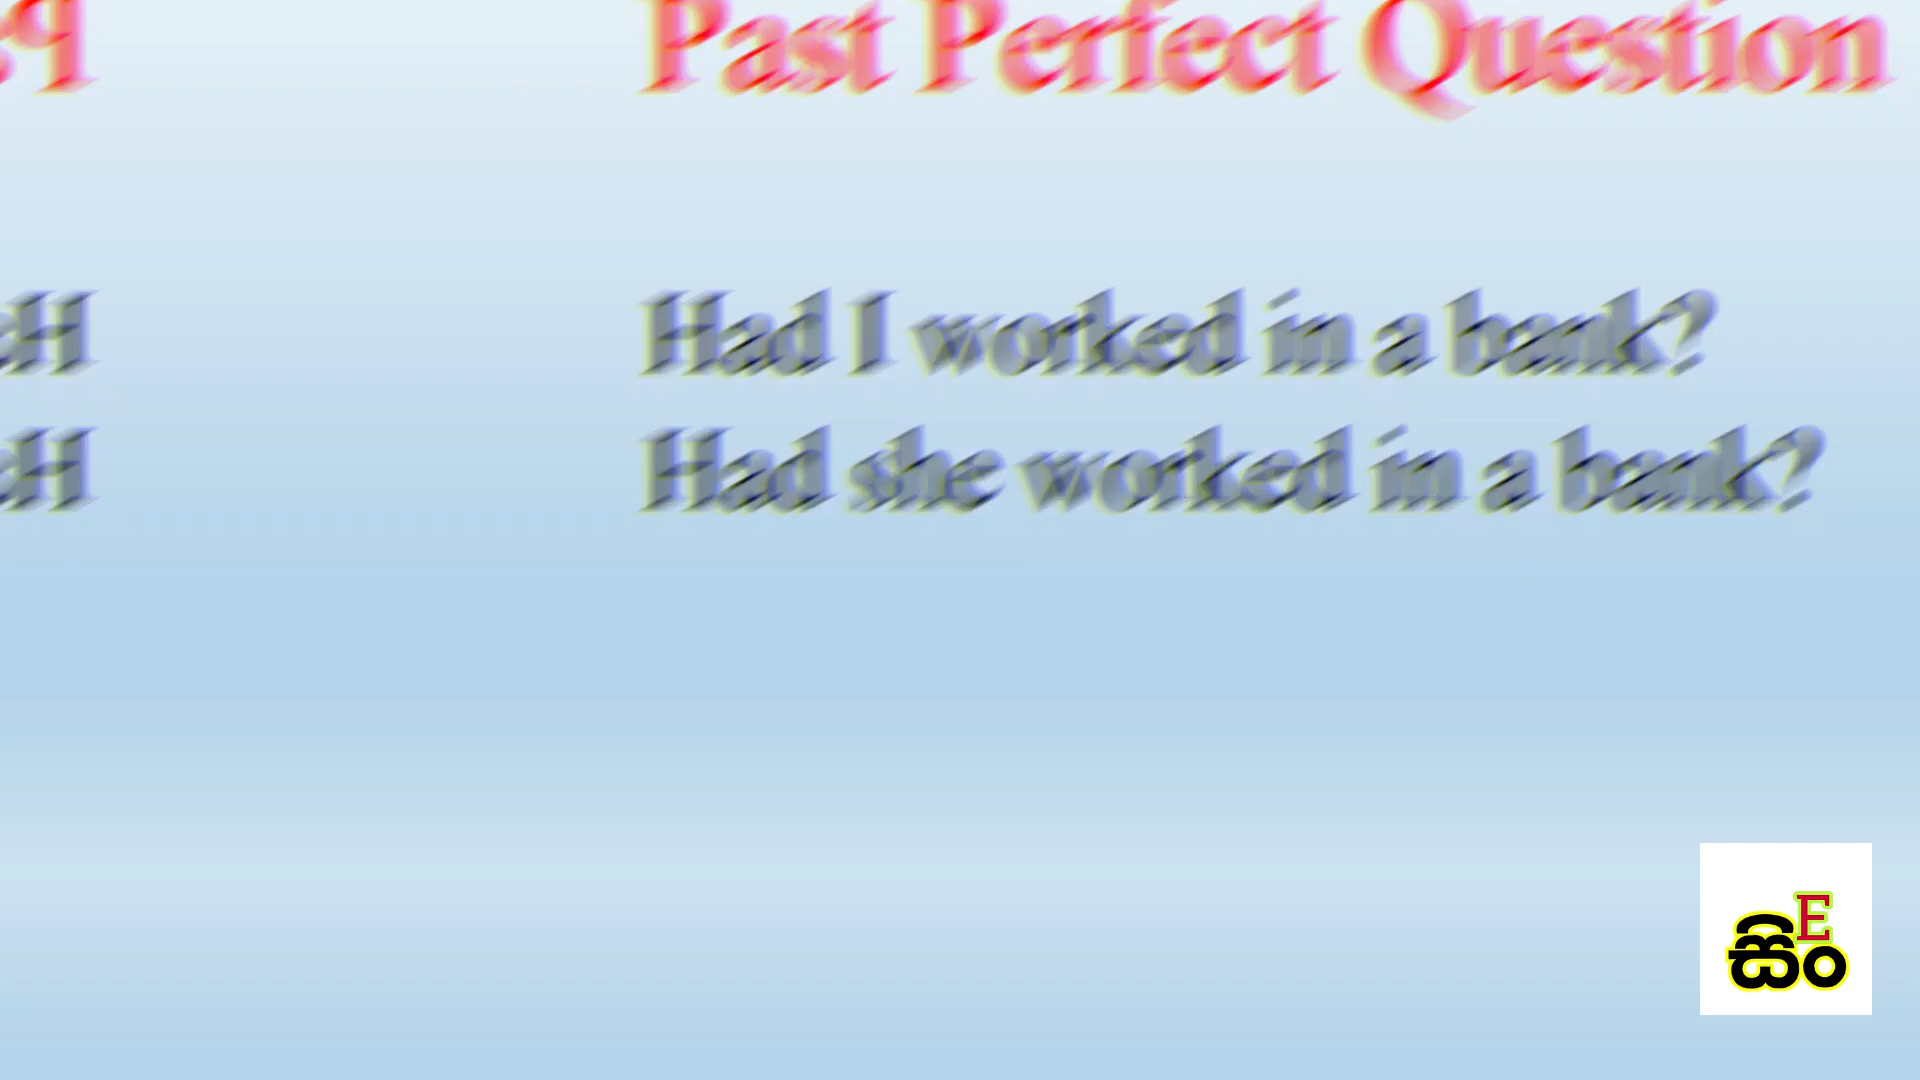 Past Perfect Question
Had I worked in a bank?
Had she worked in a bank?
E
සිං